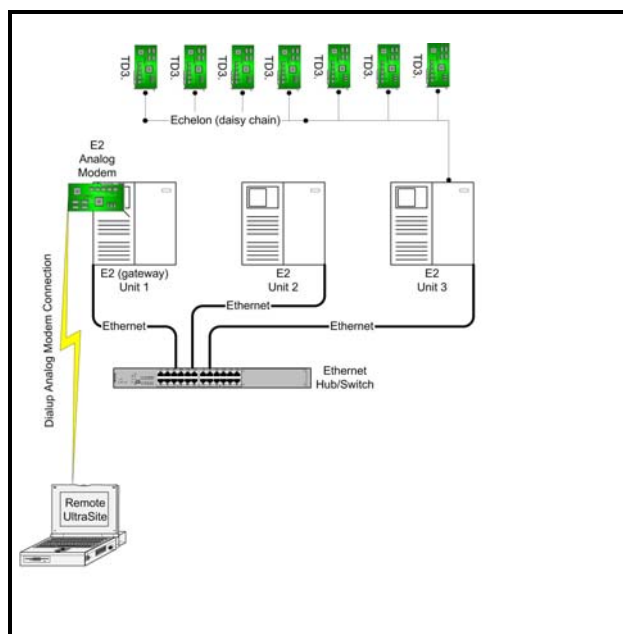 TD3.
TD3.
TD3.
TD3.
TD3.
TD3.
TD3.
Echelon (daisy chain)
E2
Analog
Modem
E2 (gateway)
Unit 1
E2
Unit 2
E2
Unit 3
Ethernet
Ethernet
Ethernet
Ethernet
Hub/Switch
Dialup Analog Modem Connection
Remote
UltraSite